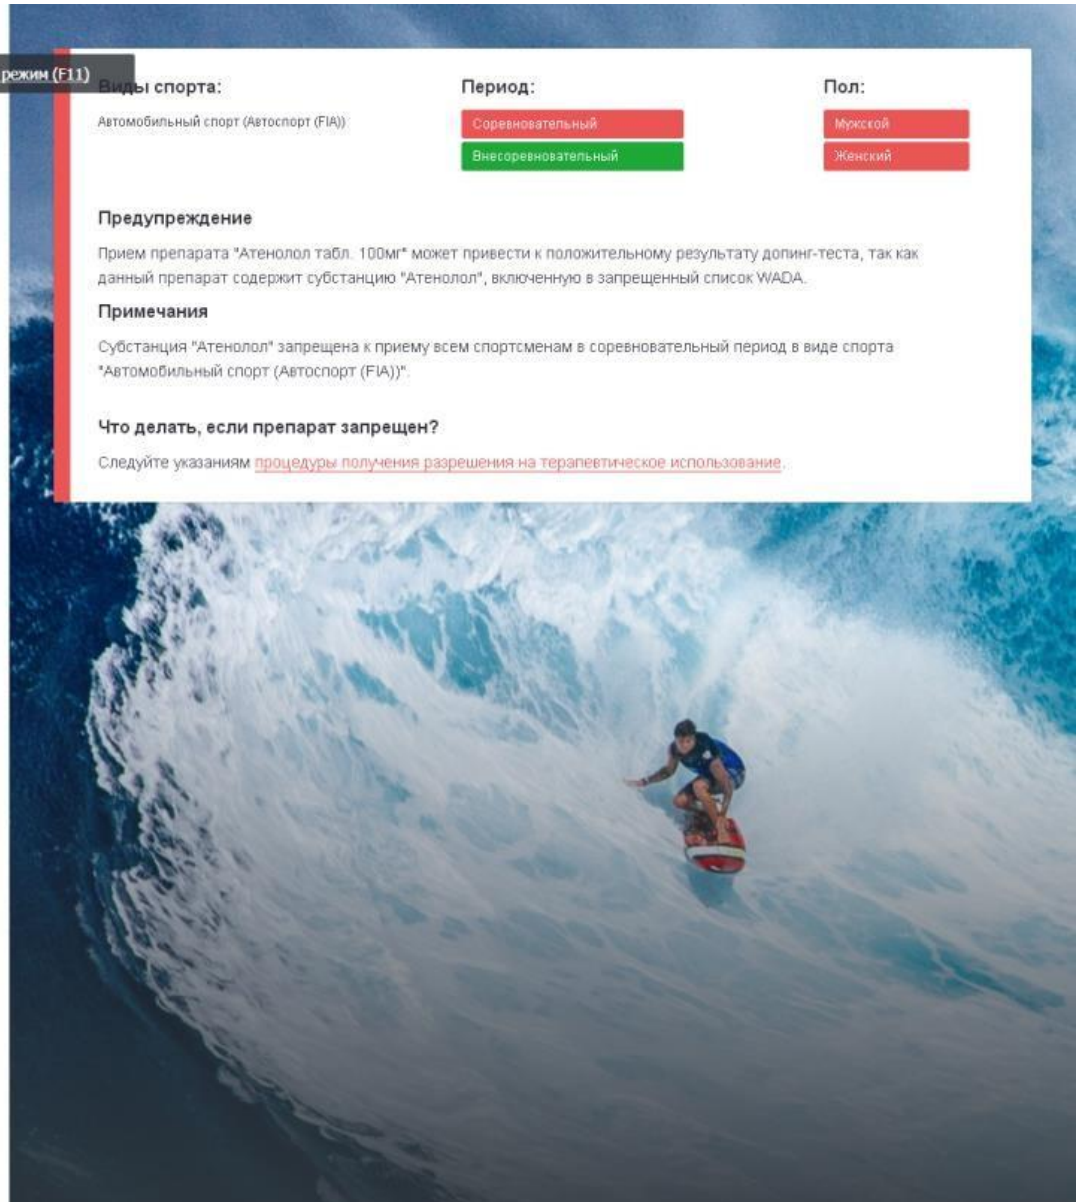 режим (F11)
Виды спорта:
Период:
Пол:
Автомобильный спорт (Автоспорт (FIA))
Соревновательный
Мужской
Внесоревновательный
Женский
Предупреждение
Прием препарата "Атенолол табл. 100мг" может привести к положительному результату допинг-теста, так как
данный препарат содержит субстанцию "Атенолол", включенную в запрещенный список WADA.
Примечания
Субстанция "Атенолол" запрещена к приему всем спортсменам в соревновательный период в виде спорта
"Автомобильный спорт (Автоспорт (FIA))".
Что делать, если препарат запрещен?
Следуйте указаниям процедуры получения разрешения на терапевтическое использование.